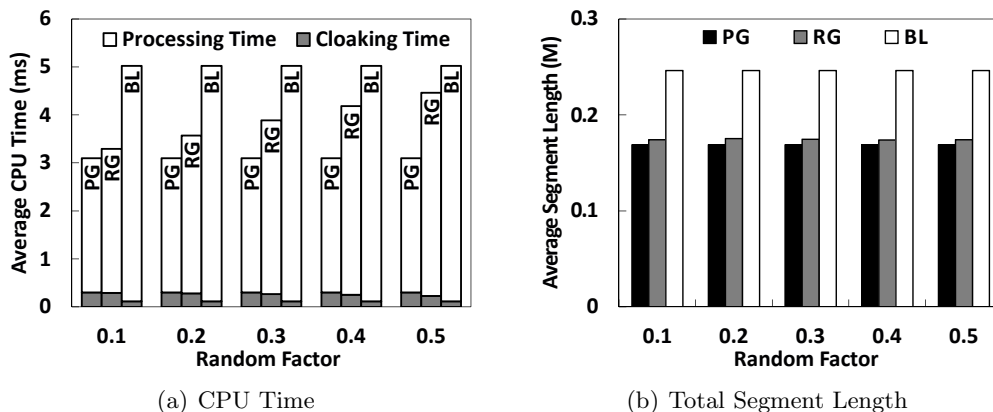 6
5
4
3
2
1
0
Average CPU Time (ms)
Processing Time Cloaking Time
PG RG BL PG RG BL PG RG BL PG RG BL PG RG BL
0.1 0.2 0.3 0.4 0.5
Random Factor
(a) CPU Time
0.3
0.2
0.1
0
Average Segment Length (M)
PG RG BL
0.1 0.2 0.3 0.4 0.5
Random Factor
(b) Total Segment Length